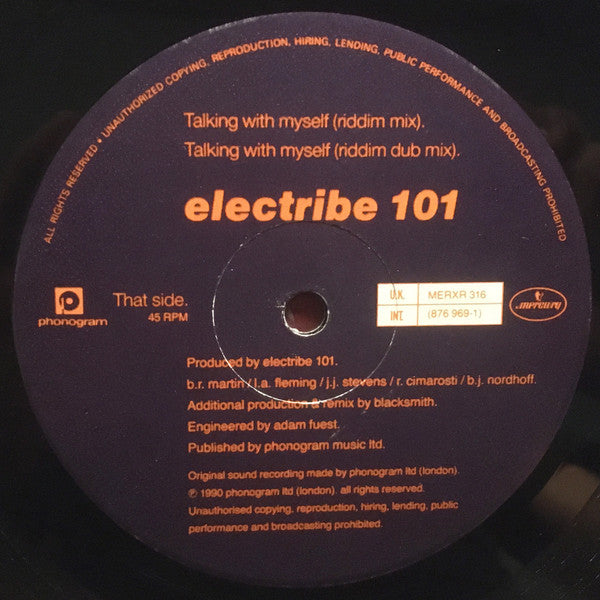 ALL RIGHTS RESERVED • UNAUTHORIZED COPYING, REPRODUCTION, HIRING, LENDING, PUBLIC PERFORMANCE AND BROADCASTING PROHIBITED
Talking with myself (riddim mix).
Talking with myself (riddim dub mix).
electribe 101
phonogram
That side.
45 RPM
U.K. MERXR 316
INT. (876 969-1)
mercury
Produced by electribe 101.
b.r. martin / l.a. fleming / j.j. stevens / r. cimarosti / b.j. nordhoff.
Additional production & remix by blacksmith.
Engineered by adam fuest.
Published by phonogram music ltd.
Original sound recording made by phonogram ltd (london).
℗ 1990 phonogram ltd (london). all rights reserved.
Unauthorised copying, reproduction, hiring, lending, public
performance and broadcasting prohibited.